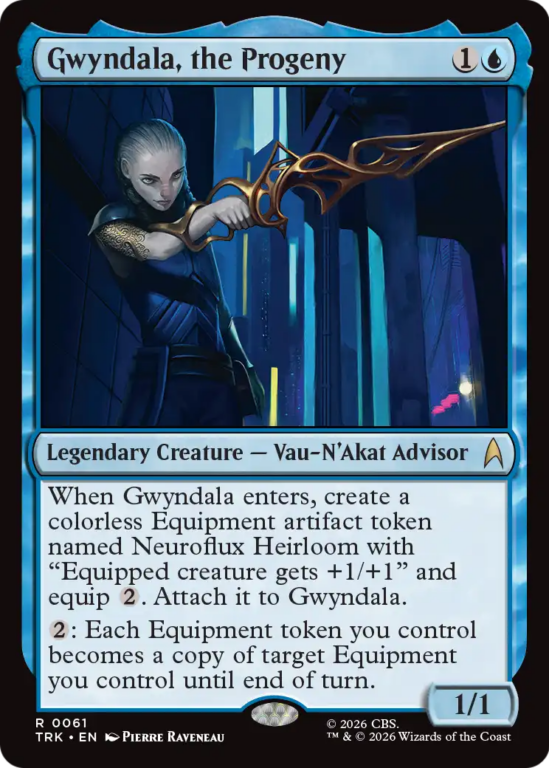 Gwyndala, the Progeny 1
Legendary Creature — Vau-N'Akat Advisor
When Gwyndala enters, create a
colorless Equipment artifact token
named Neuroflux Heirloom with
“Equipped creature gets +1/+1” and
equip 2. Attach it to Gwyndala.
2: Each Equipment token you control
becomes a copy of target Equipment
you control until end of turn.
1/1
R 0061
TRK • EN Pierre Raveneau
© 2026 CBS.
™ & © 2026 Wizards of the Coast